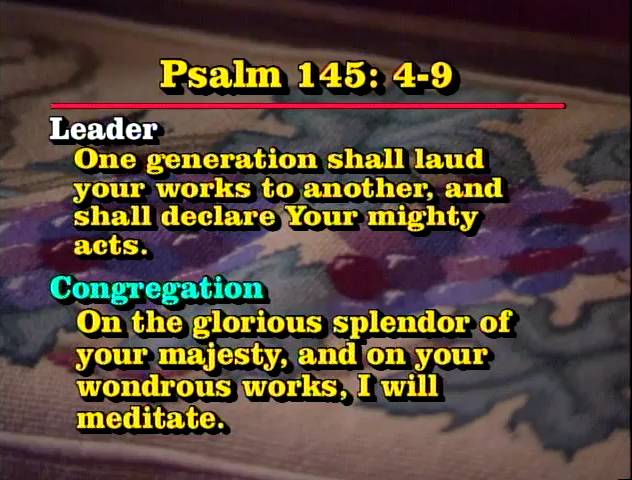 Psalm 145: 4-9
Leader
One generation shall laud
your works to another, and
shall declare Your mighty
acts.
Congregation
On the glorious splendor of
your majesty, and on your
wondrous works, I will
meditate.